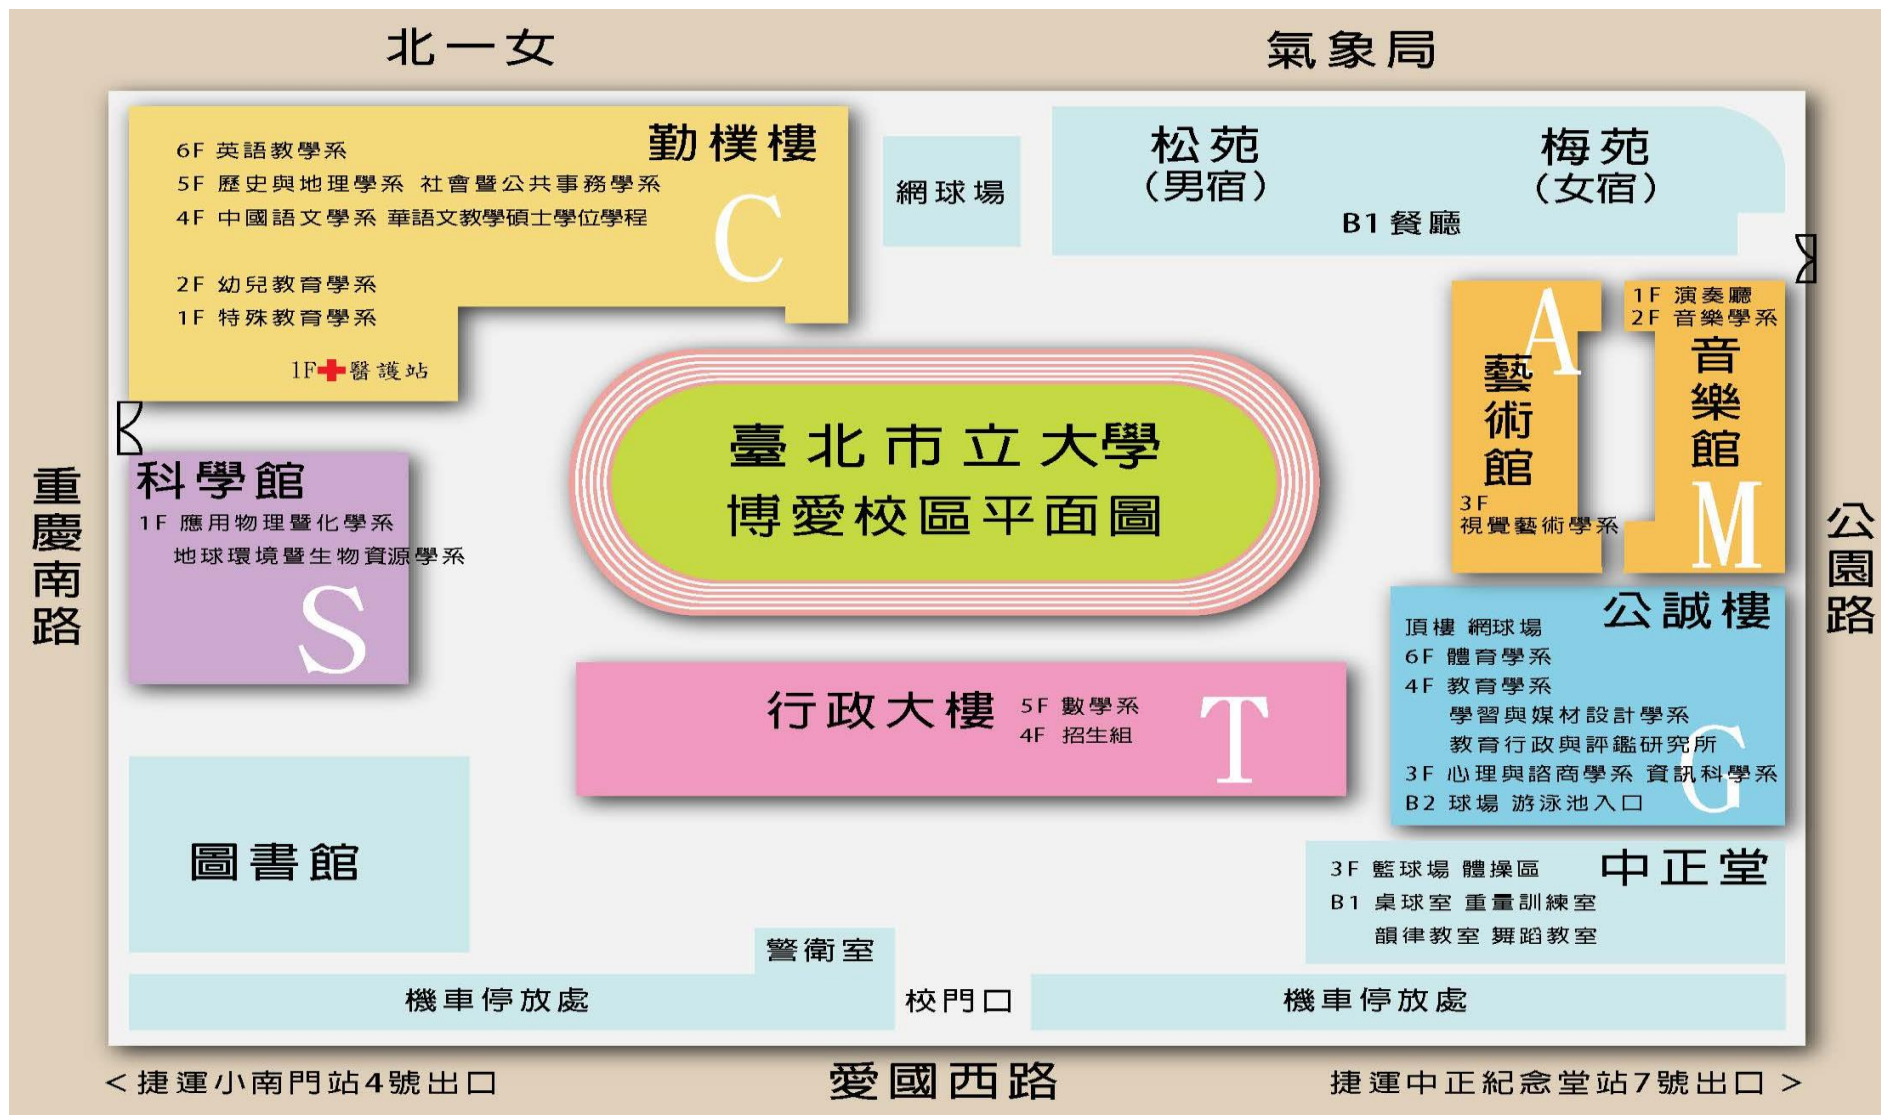 北一女
氣象局
勤樸樓
6F 英語教學系
5F 歷史與地理學系 社會暨公共事務學系
4F 中國語文學系 華語文教學碩士學位學程
2F 幼兒教育學系
1F 特殊教育學系
1F 醫護站
C
網球場
松苑
(男宿)
梅苑
(女宿)
B1 餐廳
A
藝術館
3F
視覺藝術學系
1F 演奏廳
2F 音樂學系
音樂館
M
臺北市立大學
博愛校區平面圖
重慶南路
公園路
科學館
1F 應用物理暨化學系
地球環境暨生物資源學系
S
公誠樓
頂樓 網球場
6F 體育學系
4F 教育學系
學習與媒材設計學系
教育行政與評鑑研究所
3F 心理與諮商學系 資訊科學系
B2 球場 游泳池入口
G
行政大樓
5F 數學系
4F 招生組
T
圖書館
中正堂
3F 籃球場 體操區
B1 桌球室 重量訓練室
韻律教室 舞蹈教室
警衛室
機車停放處
校門口
機車停放處
<捷運小南門站4號出口
愛國西路
捷運中正紀念堂站7號出口>